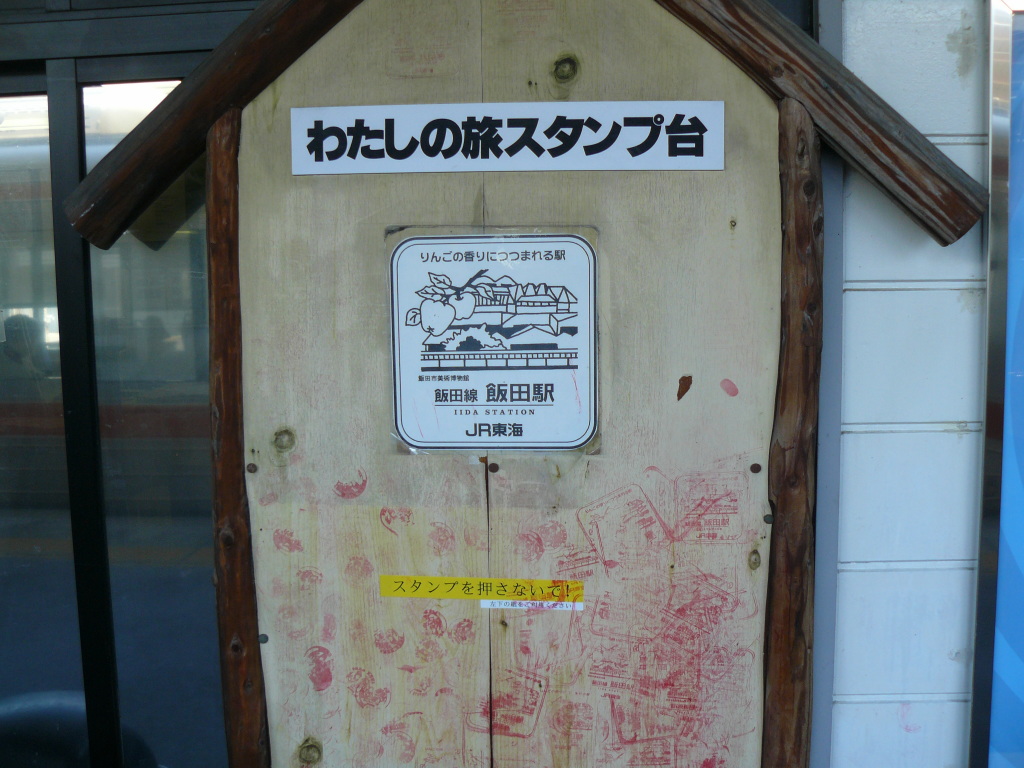 わたしの旅スタンプ台
りんごの香りにつつまれる駅
飯田市美術博物館
飯田線 飯田駅
IIDA STATION
JR東海
スタンプを押さないで!